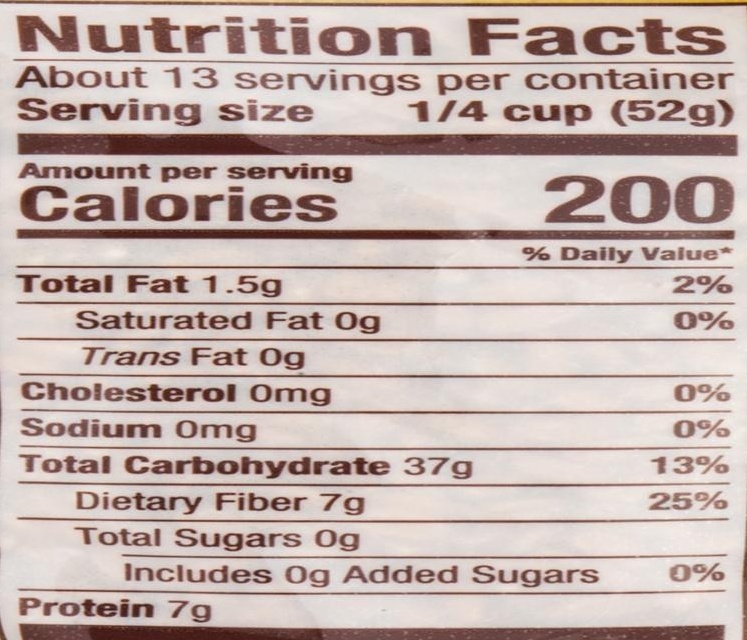 Nutrition Facts
About 13 servings per container
Serving size 1/4 cup (52g)
Amount per serving
Calories 200
% Daily Value*
Total Fat 1.5g 2%
Saturated Fat 0g 0%
Trans Fat 0g
Cholesterol 0mg 0%
Sodium 0mg 0%
Total Carbohydrate 37g 13%
Dietary Fiber 7g 25%
Total Sugars 0g
Includes 0g Added Sugars 0%
Protein 7g